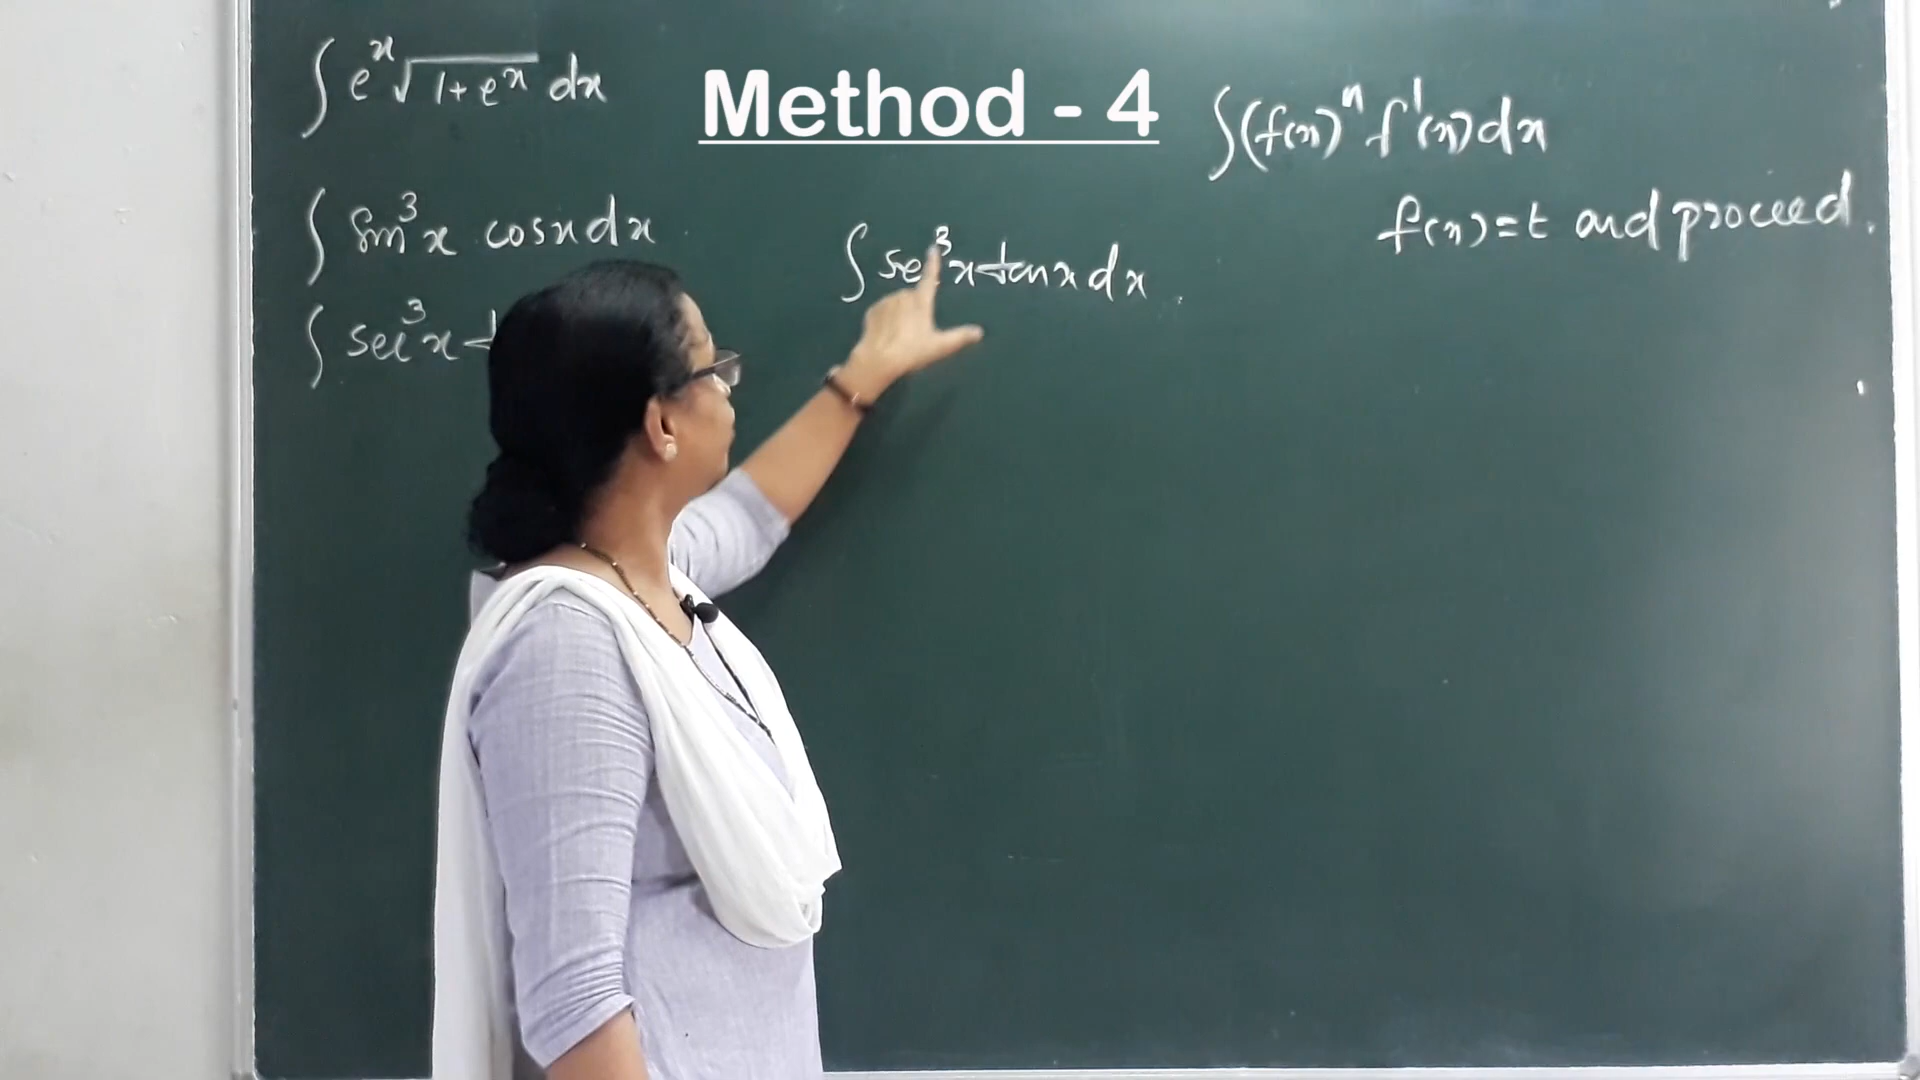 ∫ eˣ √(1+eˣ) dx
Method - 4
∫ (f(x))ⁿ f'(x) dx
f(x) = t and proceed.
∫ sin³x cosx dx
∫ sec³x tanx dx
∫ sec³x